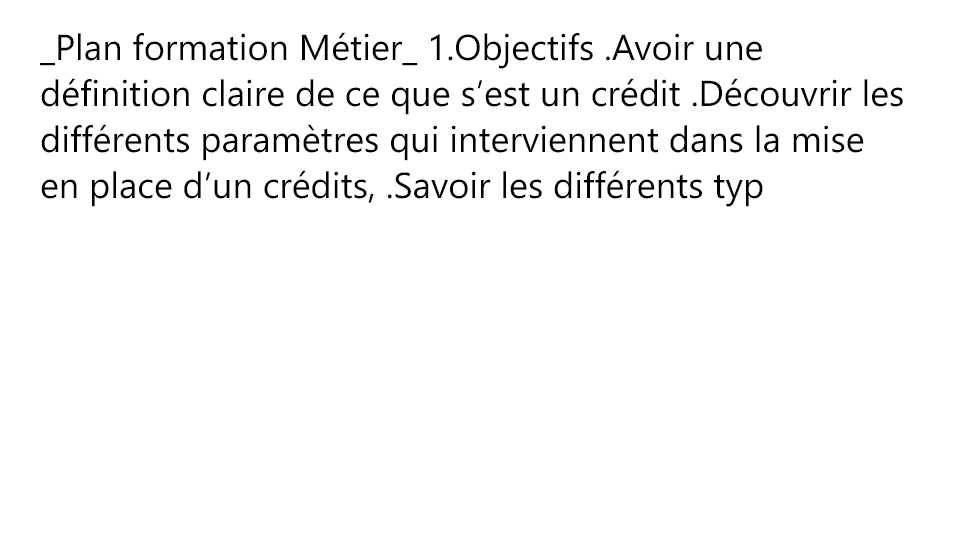 _Plan formation Métier_ 1.Objectifs .Avoir une
définition claire de ce que s’est un crédit .Découvrir les
différents paramètres qui interviennent dans la mise
en place d’un crédits, .Savoir les différents typ